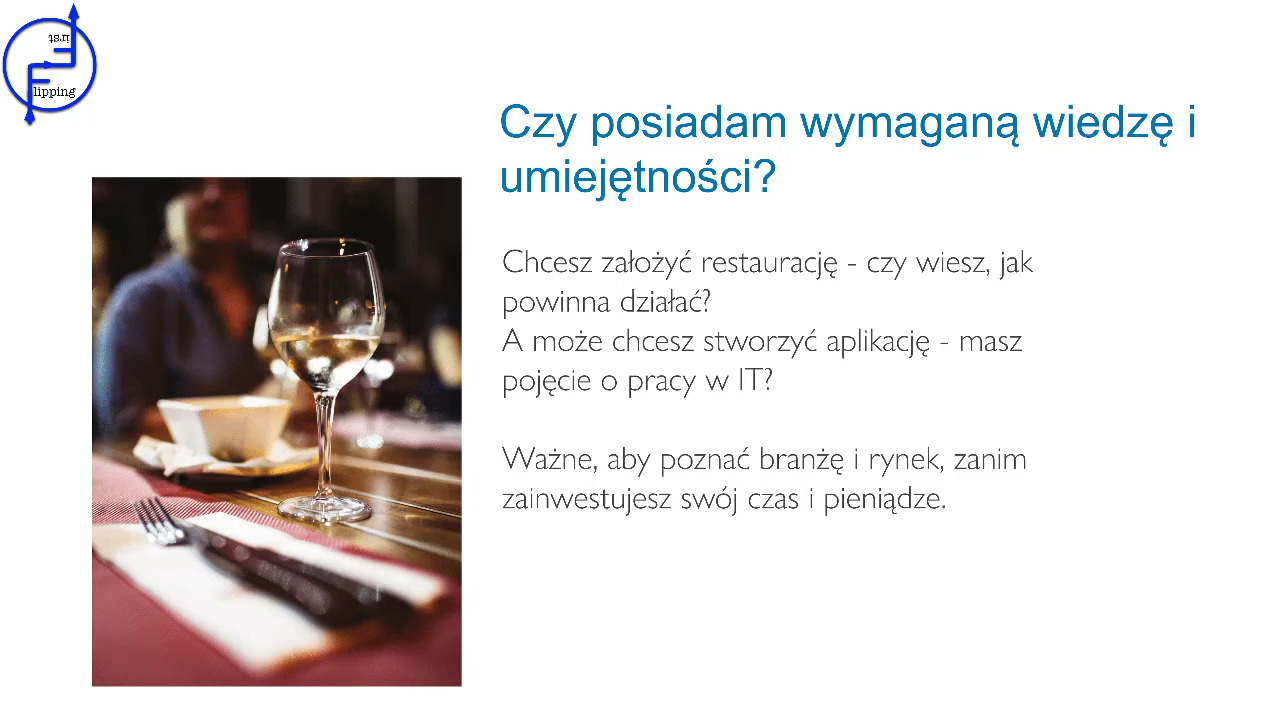 irst
lipping
Czy posiadam wymaganą wiedzę i
umiejętności?
Chcesz założyć restaurację - czy wiesz, jak
powinna działać?
A może chcesz stworzyć aplikację - masz
pojęcie o pracy w IT?
Ważne, aby poznać branżę i rynek, zanim
zainwestujesz swój czas i pieniądze.